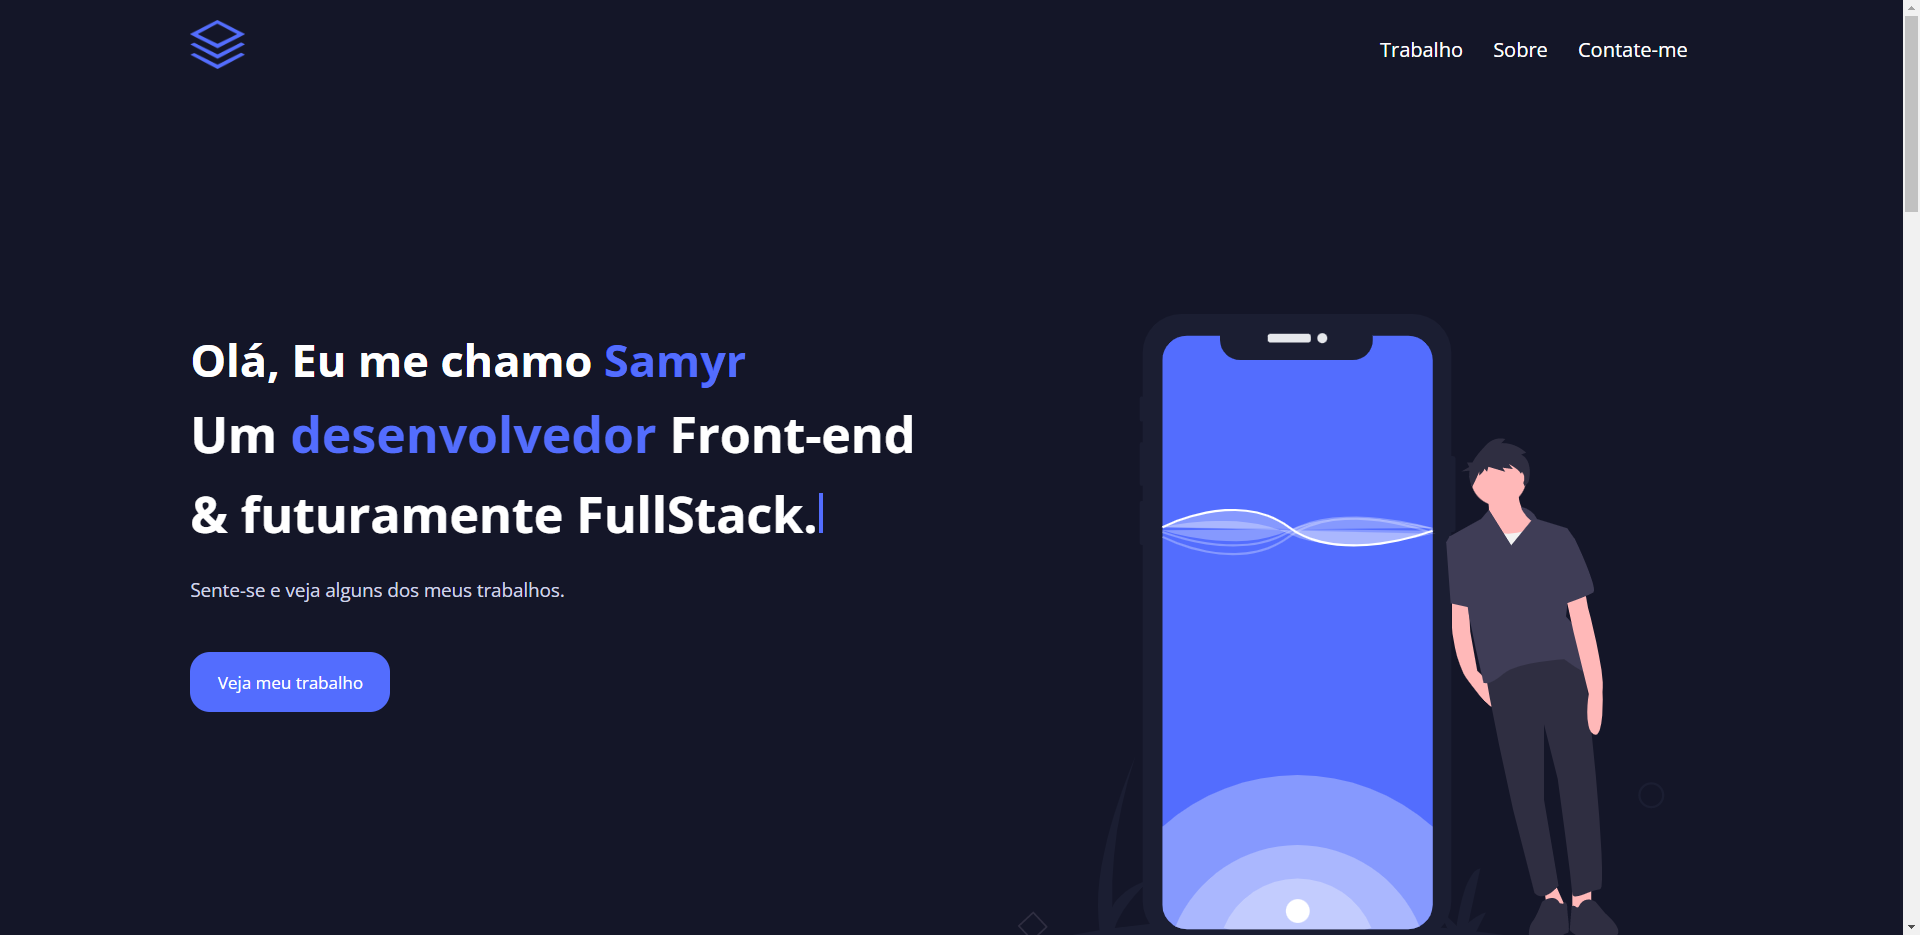 Trabalho Sobre Contate-me
Olá, Eu me chamo Samyr
Um desenvolvedor Front-end
& futuramente FullStack.
Sente-se e veja alguns dos meus trabalhos.
Veja meu trabalho